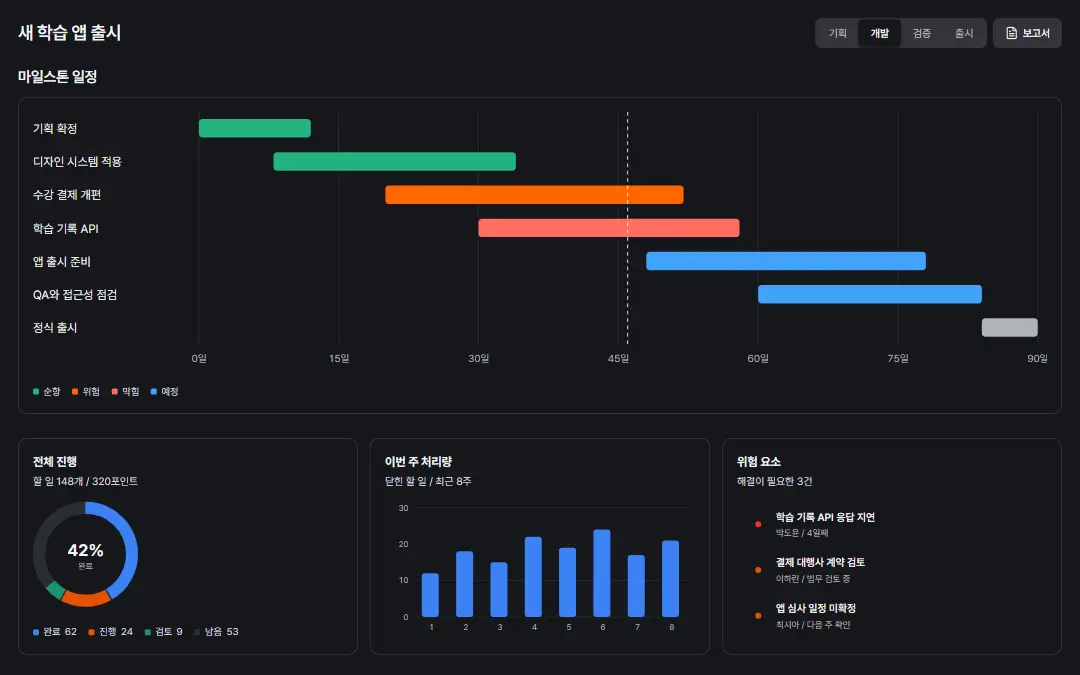 새 학습 앱 출시
기획 개발 검증 출시 보고서
마일스톤 일정
기획 확정
디자인 시스템 적용
수강 결제 개편
학습 기록 API
앱 출시 준비
QA와 접근성 점검
정식 출시
0일 15일 30일 45일 60일 75일 90일
순항 위험 막힘 예정
전체 진행
할 일 148개 / 320포인트
42%
완료
완료 62 진행 24 검토 9 남음 53
이번 주 처리량
닫힌 할 일 / 최근 8주
30
20
10
0
1 2 3 4 5 6 7 8
위험 요소
해결이 필요한 3건
학습 기록 API 응답 지연
박도윤 / 4일째
결제 대행사 계약 검토
이하린 / 법무 검토 중
앱 심사 일정 미확정
최지아 / 다음 주 확인